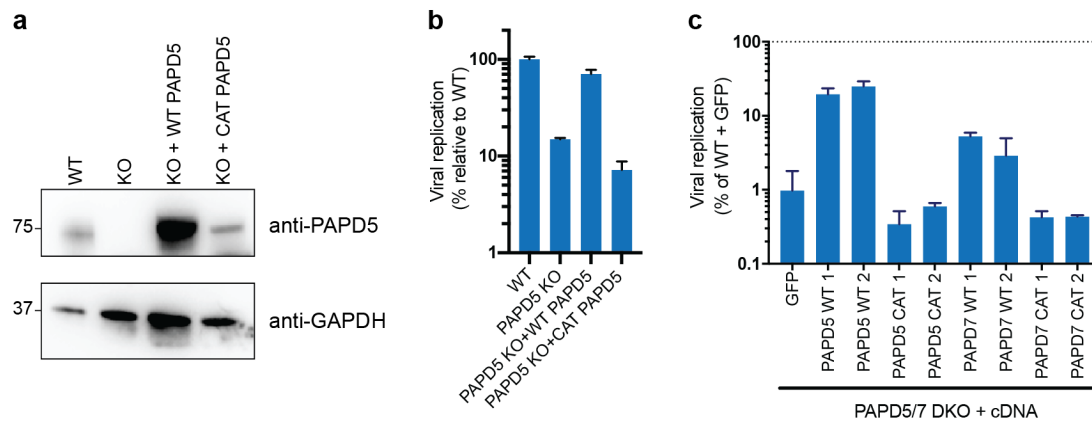 a
WT
KO
KO + WT PAPD5
KO + CAT PAPD5
75
anti-PAPD5
37
anti-GAPDH
b
Viral replication
(% relative to WT)
100
10
1
WT
PAPD5 KO
PAPD5 KO+WT PAPD5
PAPD5 KO+CAT PAPD5
c
Viral replication
(% of WT + GFP)
100
10
1
0.1
GFP
PAPD5 WT 1
PAPD5 WT 2
PAPD5 CAT 1
PAPD5 CAT 2
PAPD7 WT 1
PAPD7 WT 2
PAPD7 CAT 1
PAPD7 CAT 2
PAPD5/7 DKO + cDNA